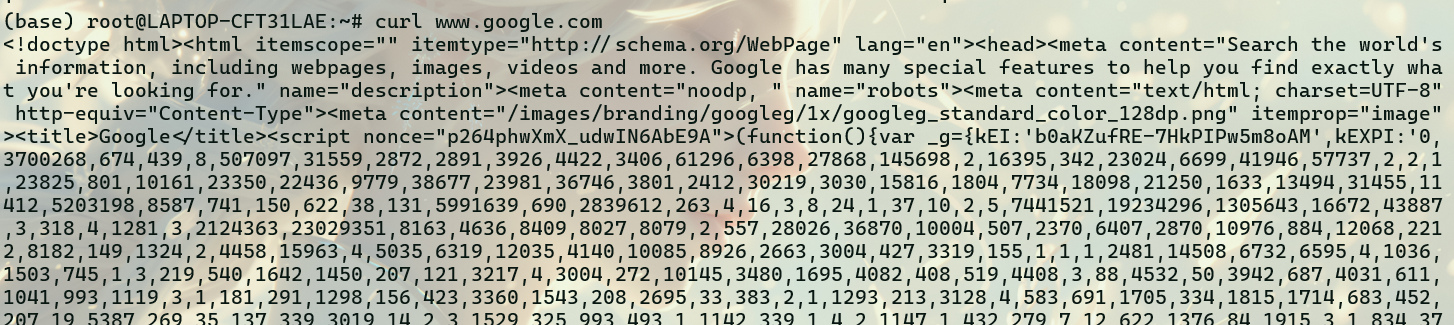 (base) root@LAPTOP-CFT31LAE:~# curl www.google.com
<!doctype html><html itemscope="" itemtype="http://schema.org/WebPage" lang="en"><head><meta content="Search the world's
 information, including webpages, images, videos and more. Google has many special features to help you find exactly wha
t you're looking for." name="description"><meta content="noodp, " name="robots"><meta content="text/html; charset=UTF-8"
 http-equiv="Content-Type"><meta content="/images/branding/googleg/1x/googleg_standard_color_128dp.png" itemprop="image"
><title>Google</title><script nonce="p264phwXmX_udwIN6AbE9A">(function(){var _g={kEI:'b0aKZufRE-7HkPIPw5m8oAM',kEXPI:'0,
3700268,674,439,8,507097,31559,2872,2891,3926,4422,3406,61296,6398,27868,145698,2,16395,342,23024,6699,41946,57737,2,2,1
,23825,801,10161,23350,22436,9779,38677,23981,36746,3801,2412,30219,3030,15816,1804,7734,18098,21250,1633,13494,31455,11
412,5203198,8587,741,150,622,38,131,5991639,690,2839612,263,4,16,3,8,24,1,37,10,2,5,7441521,19234296,1305643,16672,43887
,3,318,4,1281,3,2124363,23029351,8163,4636,8409,8027,8079,2,557,28026,36870,10004,507,2370,6407,2870,10976,884,12068,221
2,8182,149,1324,2,4458,15963,4,5035,6319,12035,4140,10085,8926,2663,3004,427,3319,155,1,1,1,2481,14508,6732,6595,4,1036,
1503,745,1,3,219,540,1642,1450,207,121,3217,4,3004,272,10145,3480,1695,4082,408,519,4408,3,88,4532,50,3942,687,4031,611,
1041,993,1119,3,1,181,291,1298,156,423,3360,1543,208,2695,33,383,2,1,1293,213,3128,4,583,691,1705,334,1815,1714,683,452,
207,19,5387,269,35,137,339,3019,14,2,3,1529,325,993,493,1,1142,339,1,4,2,1147,1,432,279,7,12,622,1376,84,1915,3,1,834,37